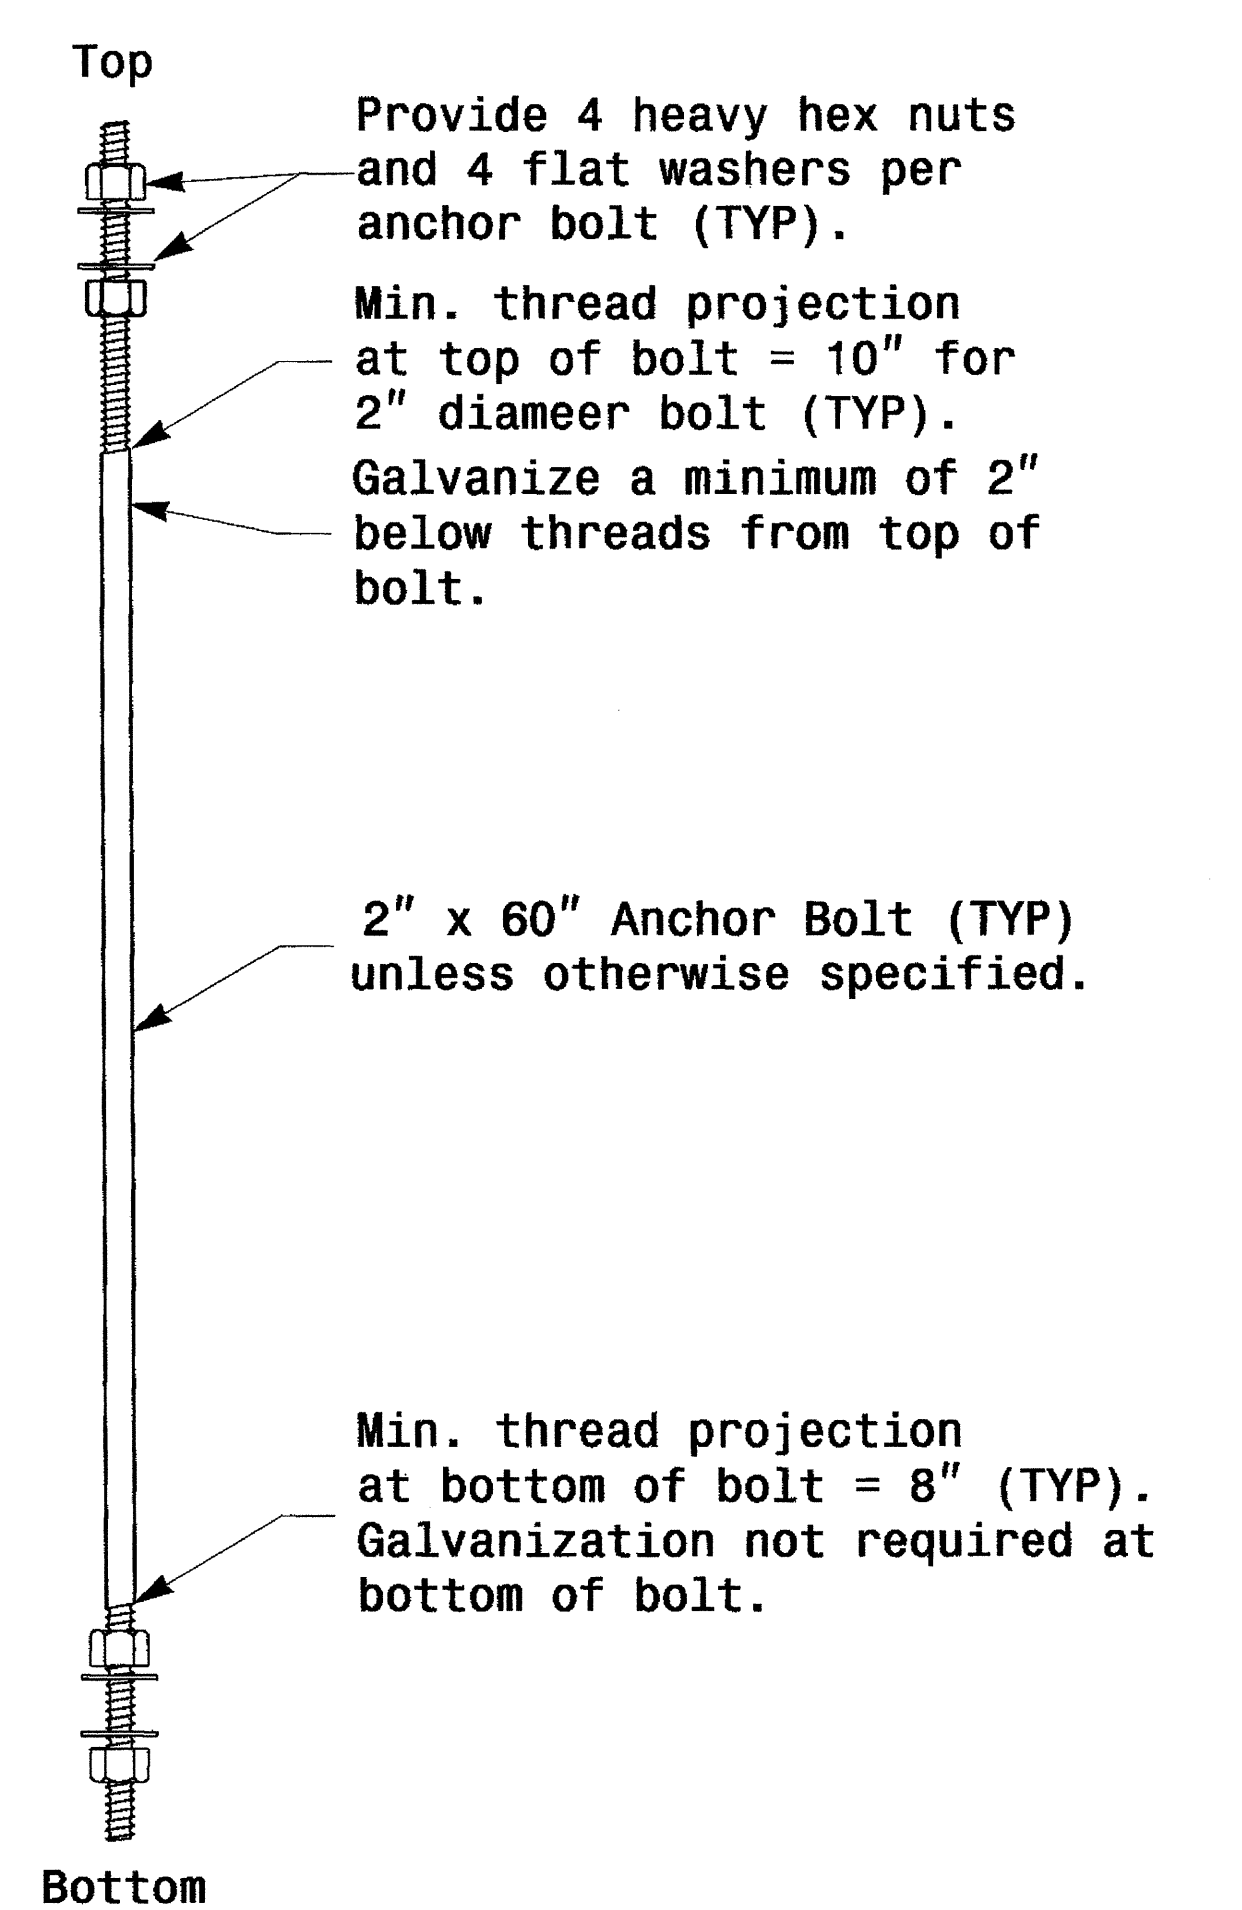 Top
Provide 4 heavy hex nuts
and 4 flat washers per
anchor bolt (TYP).
Min. thread projection
at top of bolt = 10" for
2" diameer bolt (TYP).
Galvanize a minimum of 2"
below threads from top of
bolt.
2" x 60" Anchor Bolt (TYP)
unless otherwise specified.
Min. thread projection
at bottom of bolt = 8" (TYP).
Galvanization not required at
bottom of bolt.
Bottom